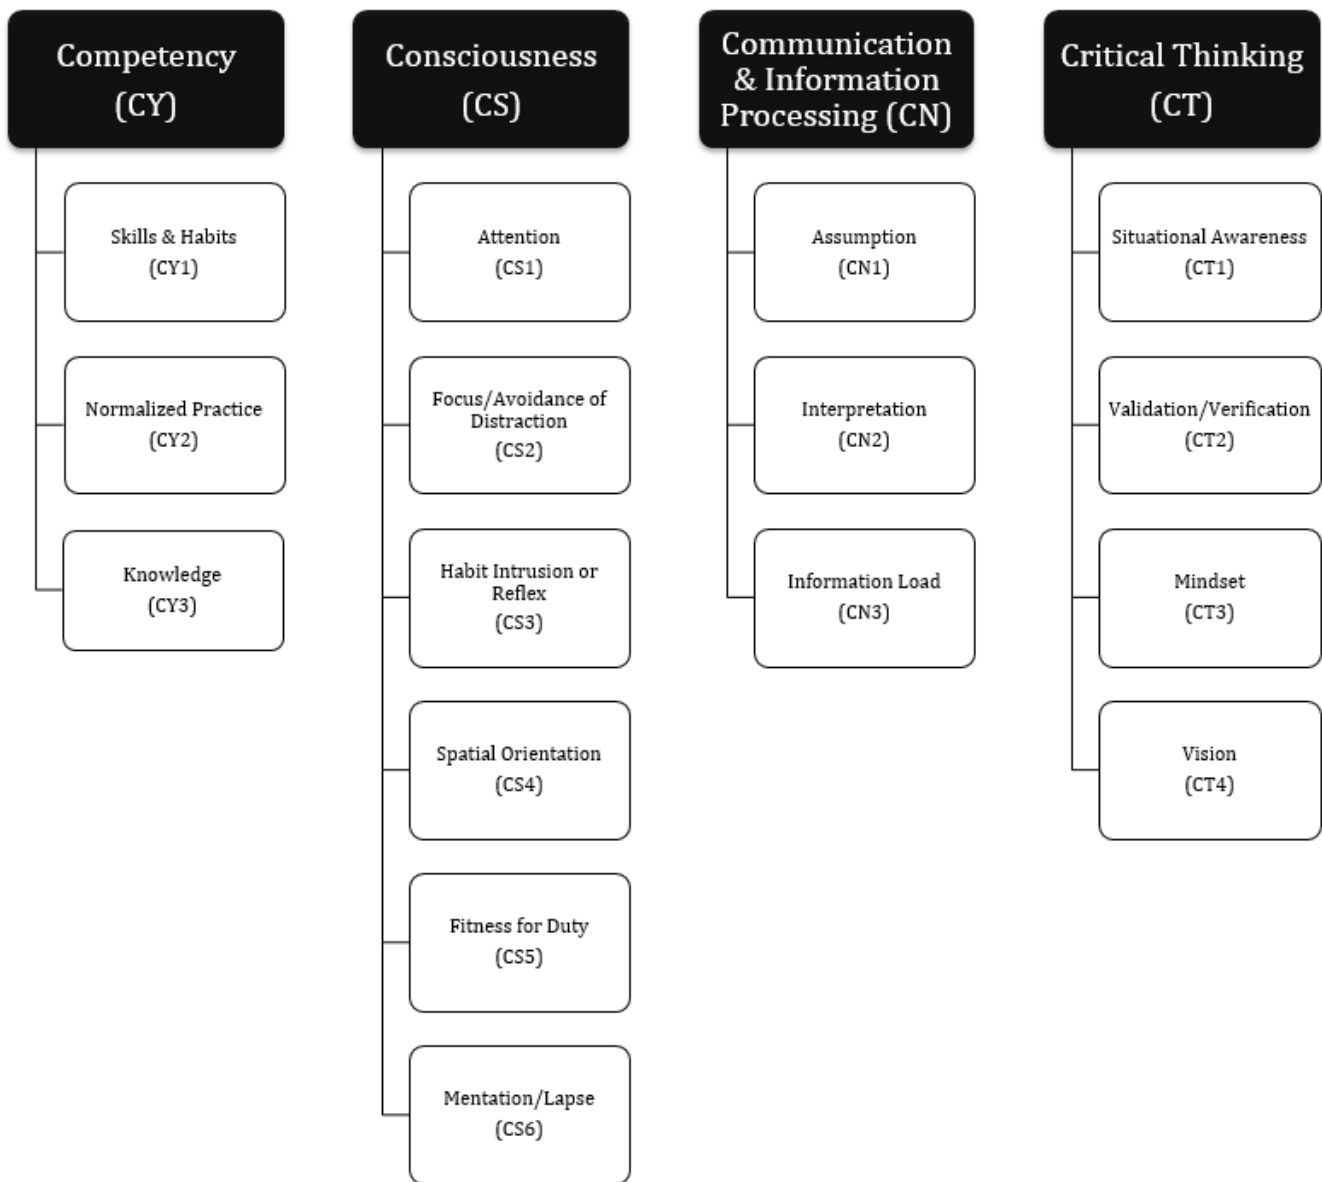 Competency
(CY)
Skills & Habits
(CY1)
Normalized Practice
(CY2)
Knowledge
(CY3)
Consciousness
(CS)
Attention
(CS1)
Focus/Avoidance of
Distraction
(CS2)
Habit Intrusion or
Reflex
(CS3)
Spatial Orientation
(CS4)
Fitness for Duty
(CS5)
Mentation/Lapse
(CS6)
Communication
& Information
Processing (CN)
Assumption
(CN1)
Interpretation
(CN2)
Information Load
(CN3)
Critical Thinking
(CT)
Situational Awareness
(CT1)
Validation/Verification
(CT2)
Mindset
(CT3)
Vision
(CT4)